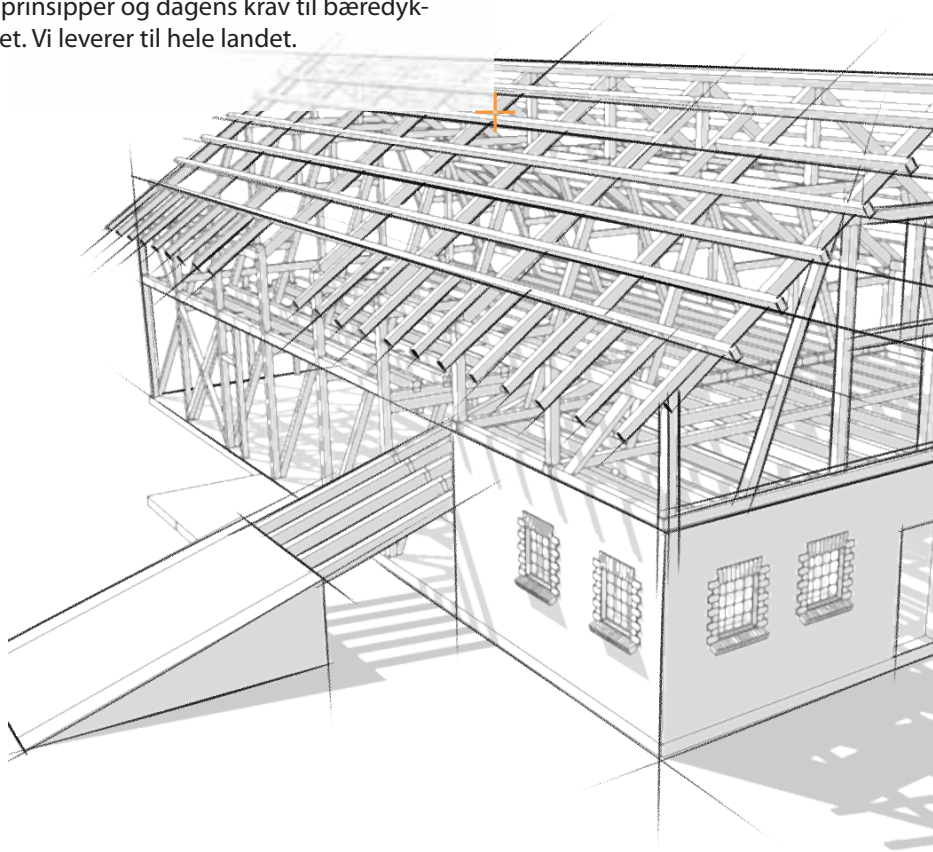 prinsipper og dagens krav til bæredyk-
et. Vi leverer til hele landet.